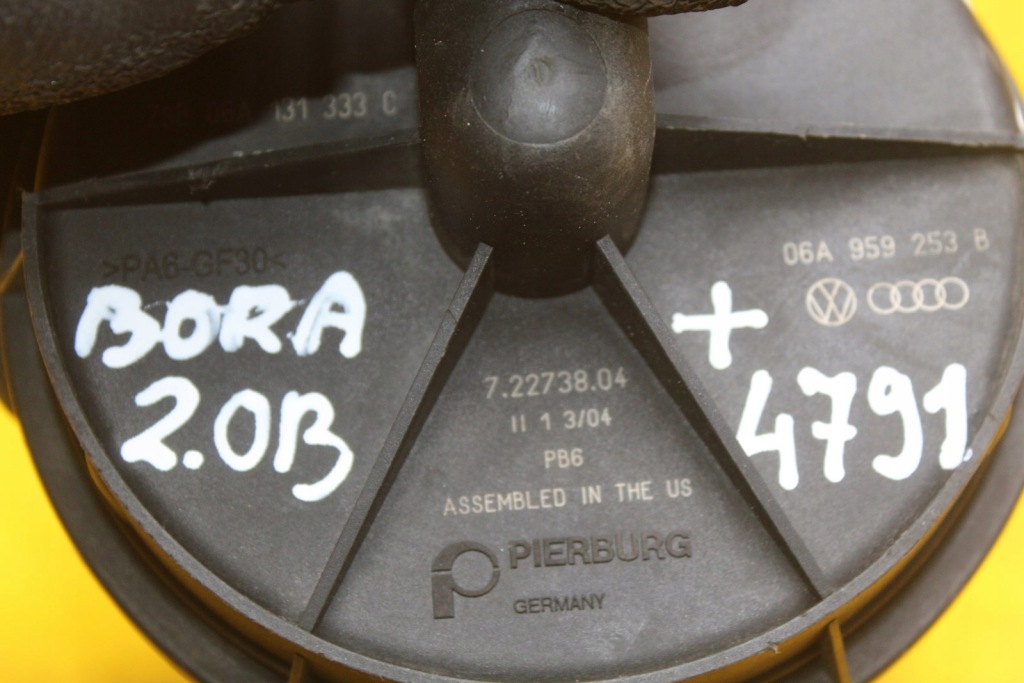 131 333 C
>PA6-GF30<
BORA
2.0B
7.22738.04
II 1 3/04
PB6
ASSEMBLED IN THE US
PIERBURG
GERMANY
06A 959 253 B
+
4791